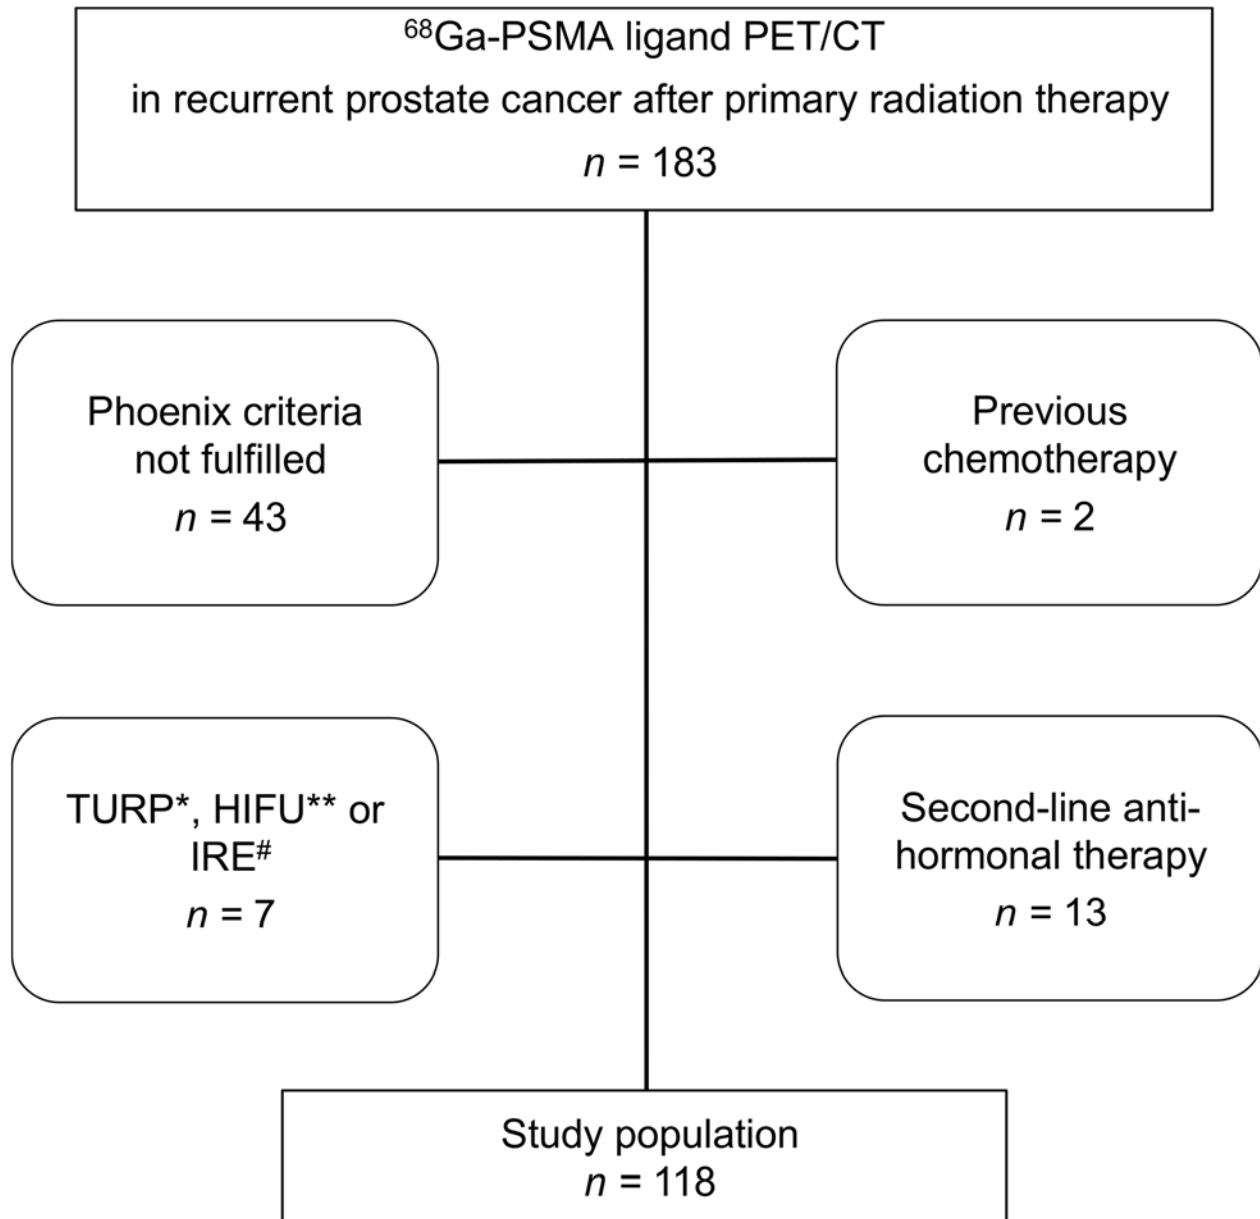 ⁶⁸Ga-PSMA ligand PET/CT
in recurrent prostate cancer after primary radiation therapy
n = 183
Phoenix criteria
not fulfilled
n = 43
Previous
chemotherapy
n = 2
TURP*, HIFU** or
IRE#
n = 7
Second-line anti-
hormonal therapy
n = 13
Study population
n = 118